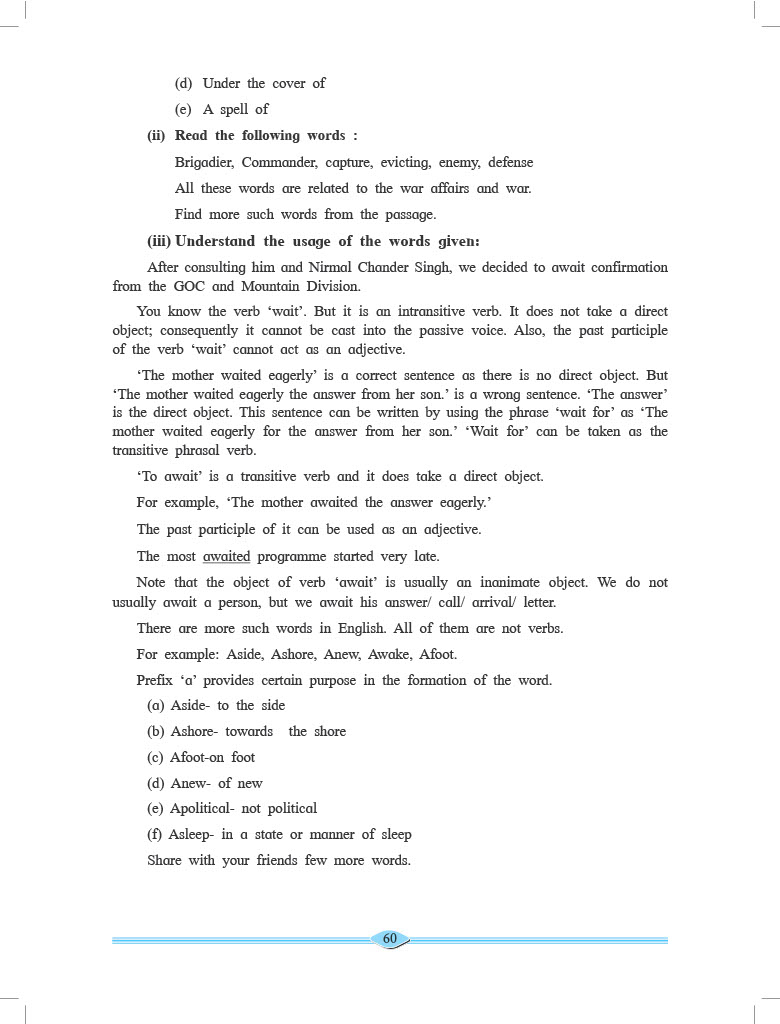 (d) Under the cover of
(e) A spell of
(ii) Read the following words :
Brigadier, Commander, capture, evicting, enemy, defense
All these words are related to the war affairs and war.
Find more such words from the passage.
(iii) Understand the usage of the words given:
After consulting him and Nirmal Chander Singh, we decided to await confirmation
from the GOC and Mountain Division.
You know the verb ‘wait’. But it is an intransitive verb. It does not take a direct
object; consequently it cannot be cast into the passive voice. Also, the past participle
of the verb ‘wait’ cannot act as an adjective.
‘The mother waited eagerly’ is a correct sentence as there is no direct object. But
‘The mother waited eagerly the answer from her son.’ is a wrong sentence. ‘The answer’
is the direct object. This sentence can be written by using the phrase ‘wait for’ as ‘The
mother waited eagerly for the answer from her son.’ ‘Wait for’ can be taken as the
transitive phrasal verb.
‘To await’ is a transitive verb and it does take a direct object.
For example, ‘The mother awaited the answer eagerly.’
The past participle of it can be used as an adjective.
The most awaited programme started very late.
Note that the object of verb ‘await’ is usually an inanimate object. We do not
usually await a person, but we await his answer/ call/ arrival/ letter.
There are more such words in English. All of them are not verbs.
For example: Aside, Ashore, Anew, Awake, Afoot.
Prefix ‘a’ provides certain purpose in the formation of the word.
(a) Aside- to the side
(b) Ashore- towards the shore
(c) Afoot-on foot
(d) Anew- of new
(e) Apolitical- not political
(f) Asleep- in a state or manner of sleep
Share with your friends few more words.
60